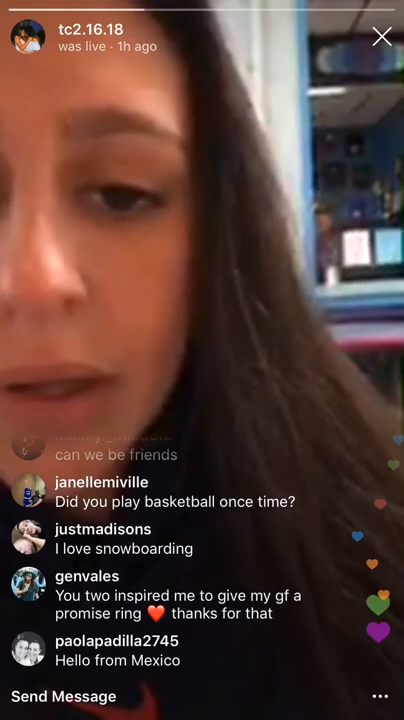 tc2.16.18
was live · 1h ago
can we be friends
janellemiville
Did you play basketball once time?
justmadisons
I love snowboarding
genvales
You two inspired me to give my gf a
promise ring ❤️ thanks for that
paolapadilla2745
Hello from Mexico
Send Message